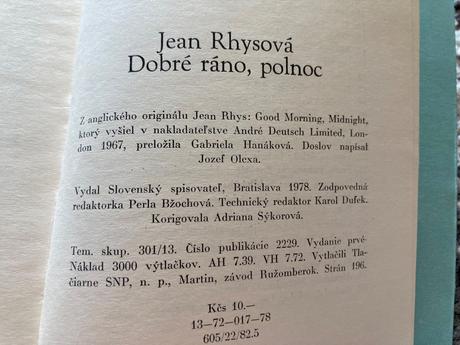 Jean Rhysová
Dobré ráno, polnoc
Z anglického originálu Jean Rhys: Good Morning, Midnight,
ktorý vyšiel v nakladateľstve André Deutsch Limited, Lon-
don 1967, preložila Gabriela Hanáková. Doslov napísal
Jozef Olexa.
Vydal Slovenský spisovateľ, Bratislava 1978. Zodpovedná
redaktorka Perla Bžochová. Technický redaktor Karol Dufek.
Korigovala Adriana Sýkorová.
Tem. skup. 301/13. Číslo publikácie 2229. Vydanie prvé.
Náklad 3000 výtlačkov. AH 7.39. VH 7.72. Vytlačili Tla-
čiarne SNP, n. p., Martin, závod Ružomberok. Strán 196.
Kčs 10.—
13-72-017-78
605/22/82.5